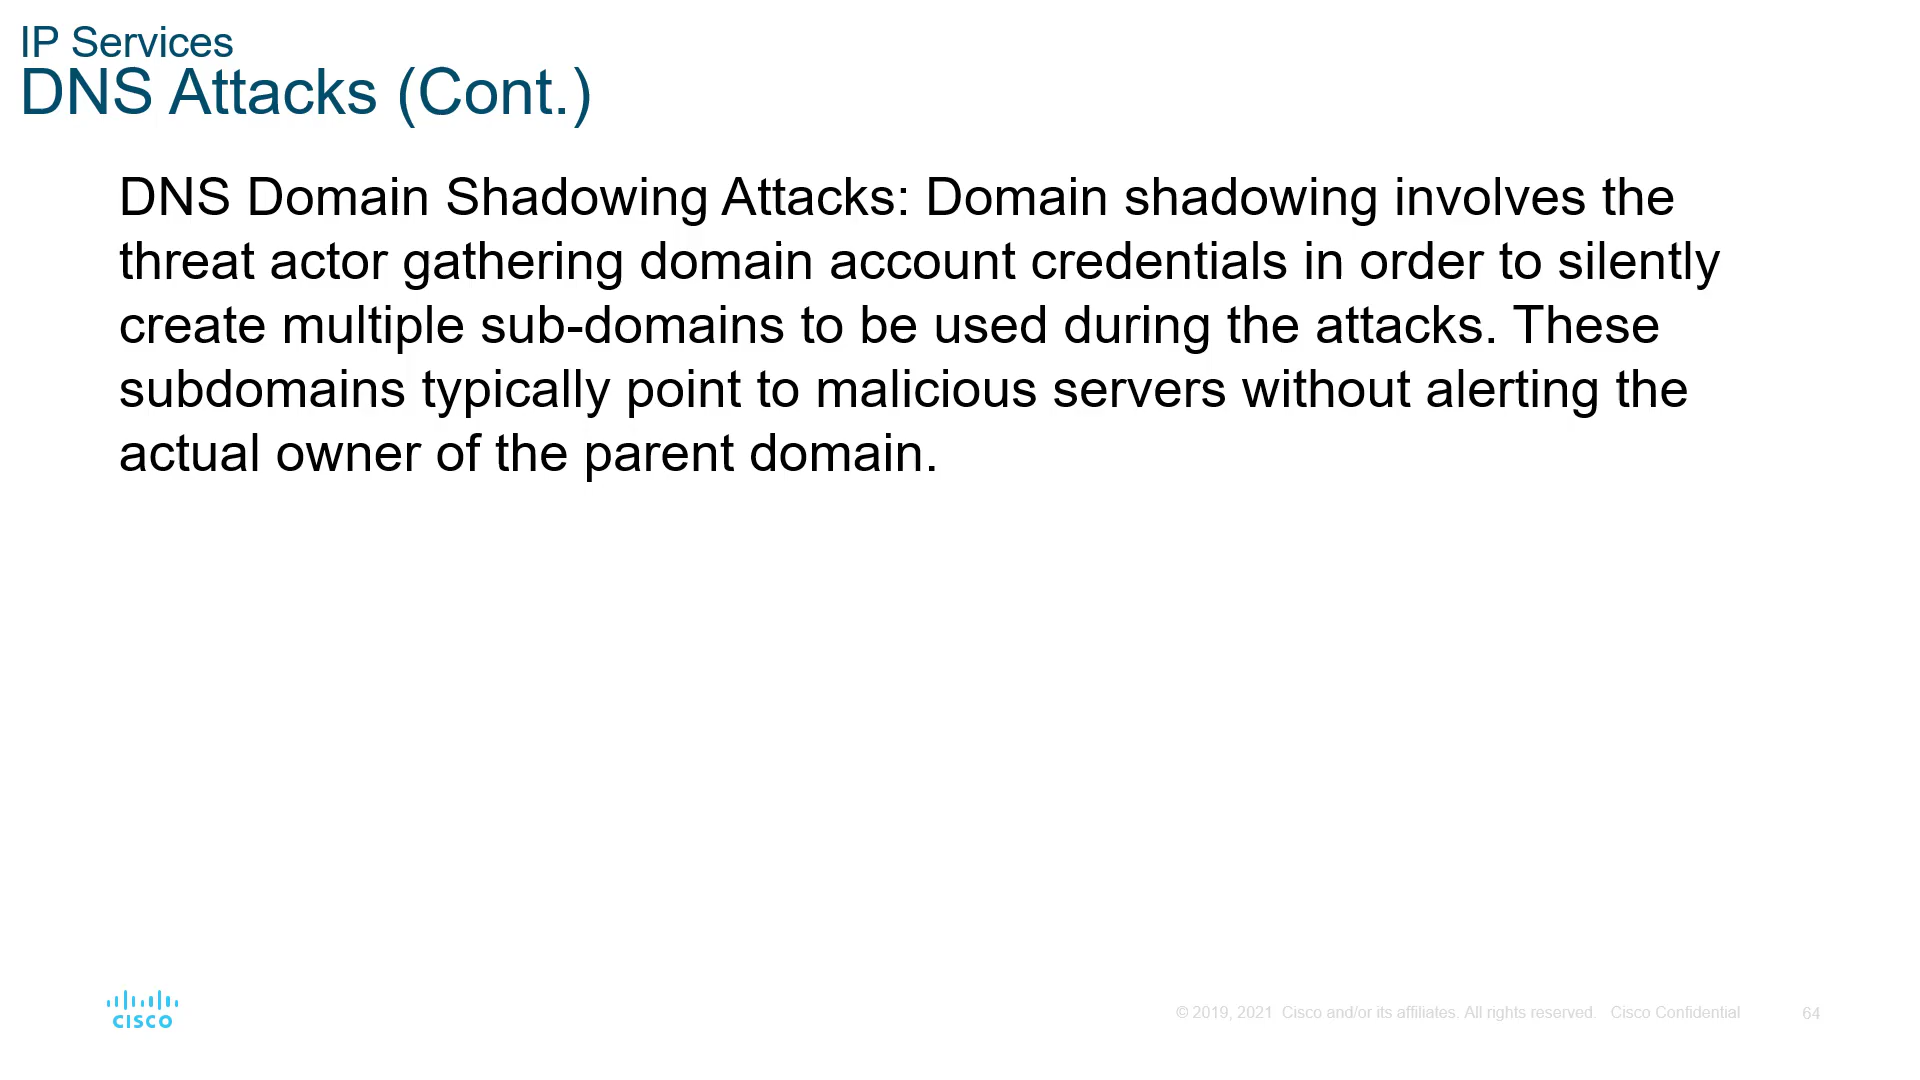 IP Services
DNS Attacks (Cont.)
DNS Domain Shadowing Attacks: Domain shadowing involves the
threat actor gathering domain account credentials in order to silently
create multiple sub-domains to be used during the attacks. These
subdomains typically point to malicious servers without alerting the
actual owner of the parent domain.
CISCO
© 2019, 2021 Cisco and/or its affiliates. All rights reserved. Cisco Confidential 64